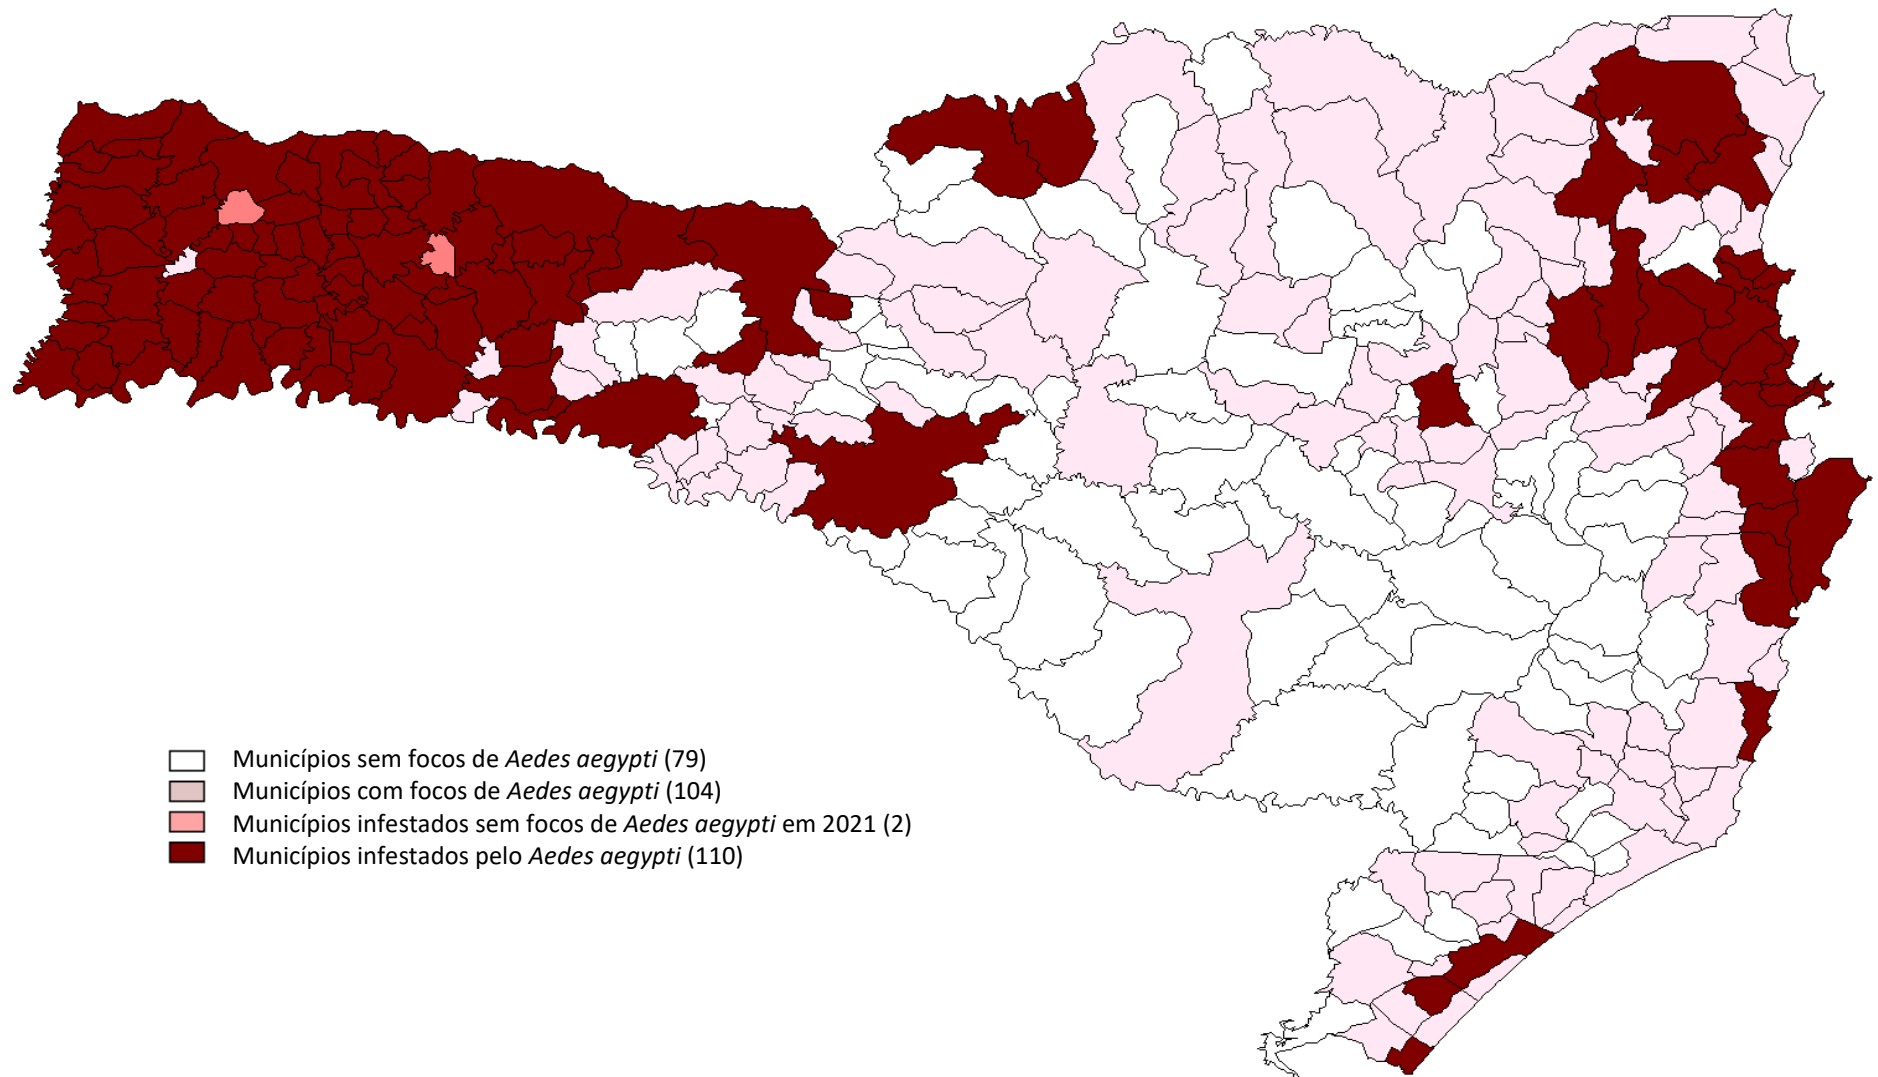 Municípios sem focos de Aedes aegypti (79)
Municípios com focos de Aedes aegypti (104)
Municípios infestados sem focos de Aedes aegypti em 2021 (2)
Municípios infestados pelo Aedes aegypti (110)